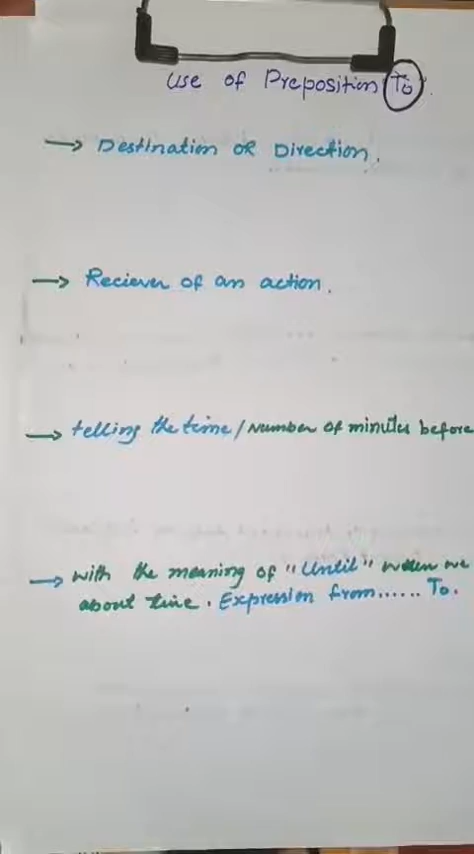 Use of Preposition To.
→ Destination or Direction.
→ Reciever of an action.
→ telling the time/Number of minutes before
→ with the meaning of "Until" when we
about time. Expression from...... To.